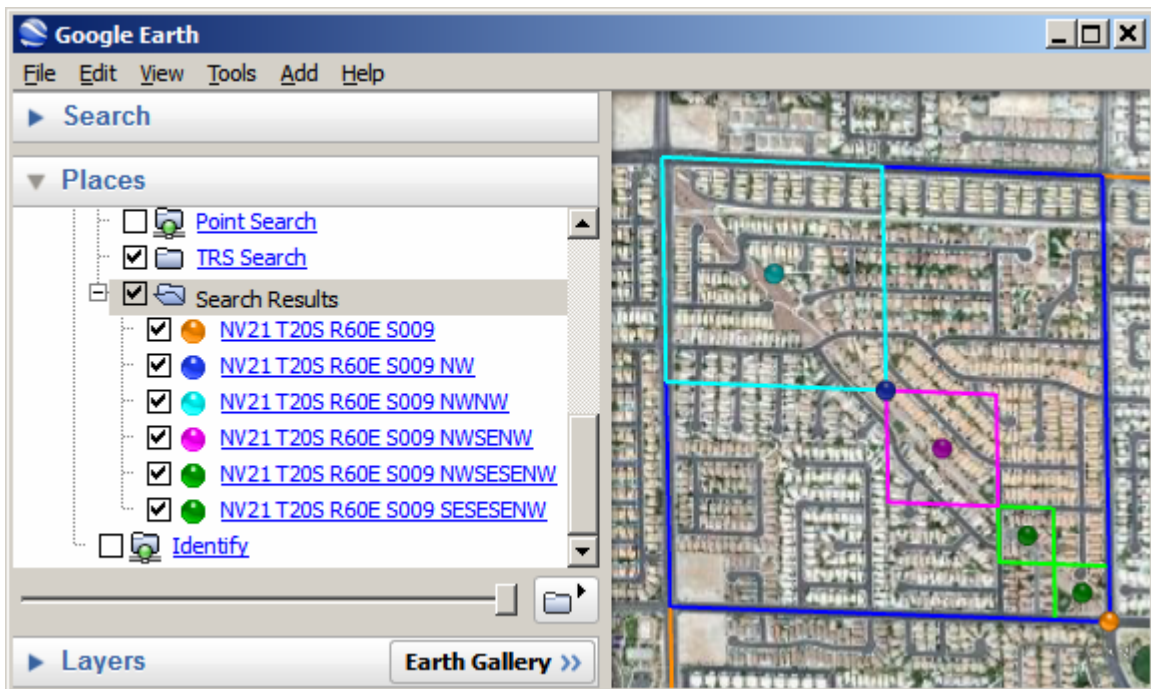 Google Earth
File Edit View Tools Add Help
Search
Places
Point Search
TRS Search
Search Results
NV21 T20S R60E S009
NV21 T20S R60E S009 NW
NV21 T20S R60E S009 NWNW
NV21 T20S R60E S009 NWSENW
NV21 T20S R60E S009 NWSESENW
NV21 T20S R60E S009 SESESENW
Identify
Layers
Earth Gallery >>